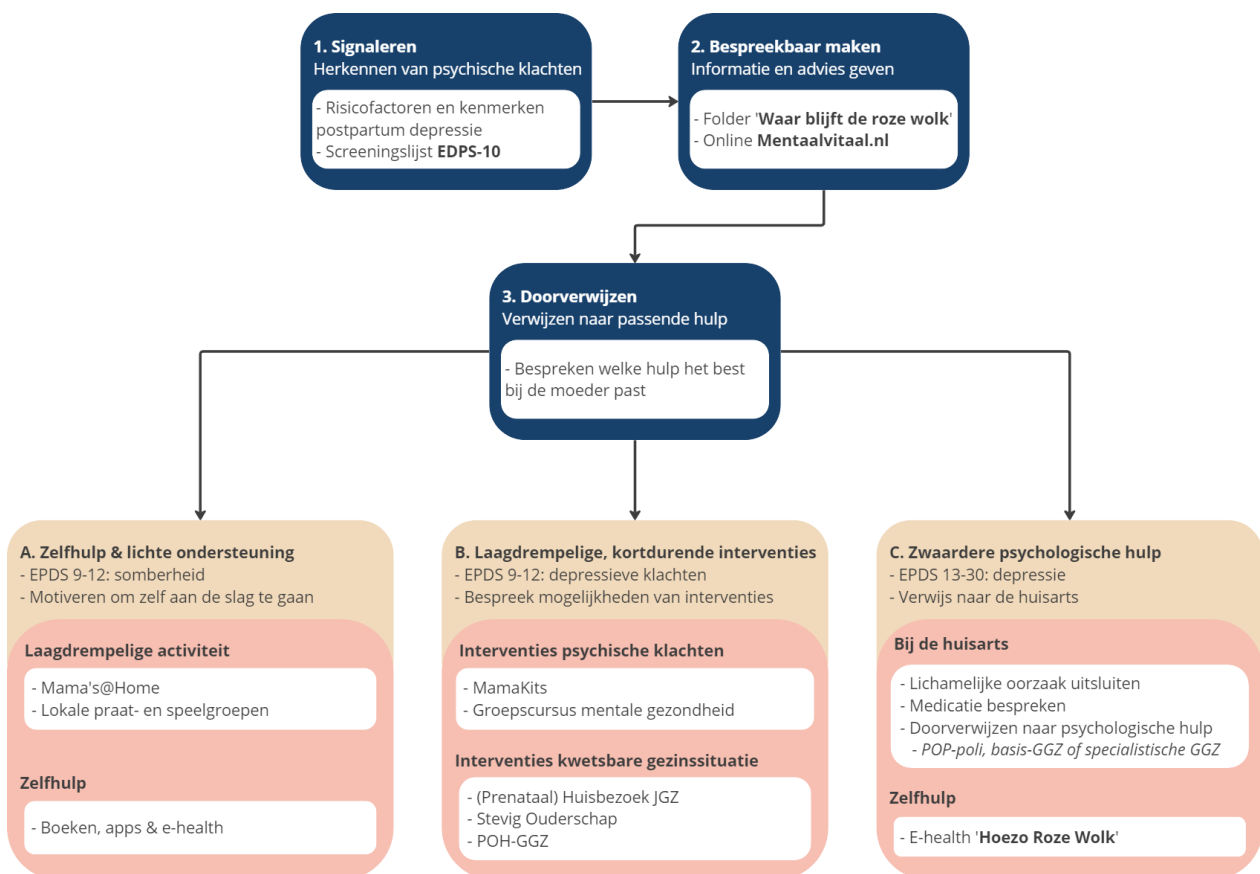 1. Signaleren
Herkennen van psychische klachten
- Risicofactoren en kenmerken
postpartum depressie
- Screeningslijst EDPS-10
2. Bespreekbaar maken
Informatie en advies geven
- Folder 'Waar blijft de roze wolk'
- Online Mentaalvitaal.nl
3. Doorverwijzen
Verwijzen naar passende hulp
- Bespreken welke hulp het best
bij de moeder past
A. Zelfhulp & lichte ondersteuning
- EPDS 9-12: somberheid
- Motiveren om zelf aan de slag te gaan
Laagdrempelige activiteit
- Mama's@Home
- Lokale praat- en speelgroepen
Zelfhulp
- Boeken, apps & e-health
B. Laagdrempelige, kortdurende interventies
- EPDS 9-12: depressieve klachten
- Bespreek mogelijkheden van interventies
Interventies psychische klachten
- MamaKits
- Groepscursus mentale gezondheid
Interventies kwetsbare gezinssituatie
- (Prenataal) Huisbezoek JGZ
- Stevig Ouderschap
- POH-GGZ
C. Zwaardere psychologische hulp
- EPDS 13-30: depressie
- Verwijs naar de huisarts
Bij de huisarts
- Lichamelijke oorzaak uitsluiten
- Medicatie bespreken
- Doorverwijzen naar psychologische hulp
- POP-poli, basis-GGZ of specialistische GGZ
Zelfhulp
- E-health 'Hoezo Roze Wolk'